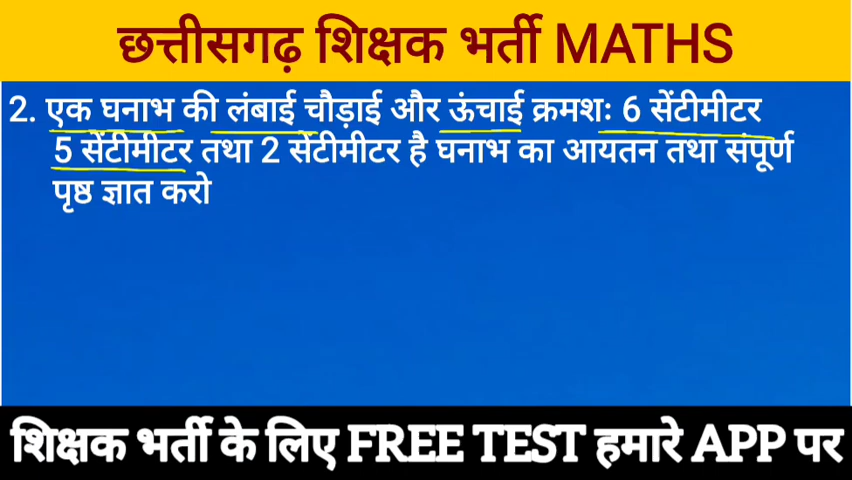 छत्तीसगढ़ शिक्षक भर्ती MATHS
2. एक घनाभ की लंबाई चौड़ाई और ऊंचाई क्रमशः 6 सेंटीमीटर
5 सेंटीमीटर तथा 2 सेंटीमीटर है घनाभ का आयतन तथा संपूर्ण
पृष्ठ ज्ञात करो
शिक्षक भर्ती के लिए FREE TEST हमारे APP पर